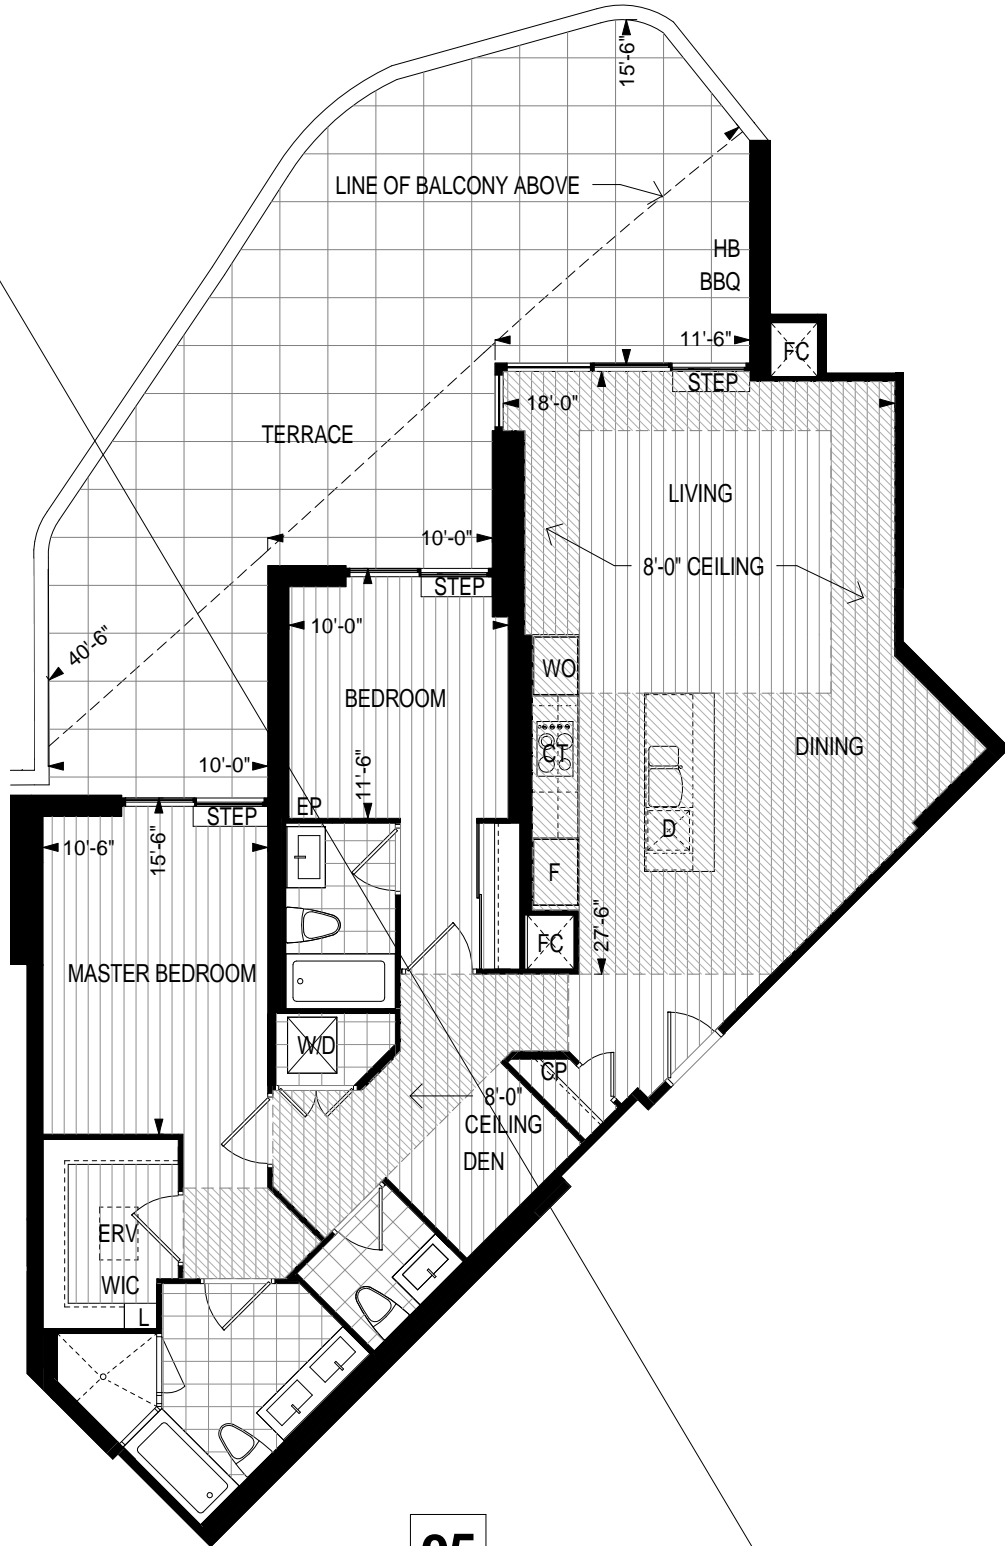 15'-6"
LINE OF BALCONY ABOVE
HB
BBQ
11'-6"
FC
STEP
18'-0"
TERRACE
LIVING
10'-0"
8'-0" CEILING
STEP
10'-0"
40'-6"
WO
BEDROOM
CT
DINING
10'-0"
11'-6"
EP
STEP
10'-6"
15'-6"
D
F
FC
27'-6"
MASTER BEDROOM
W/D
CP
8'-0"
CEILING
DEN
ERV
WIC
L